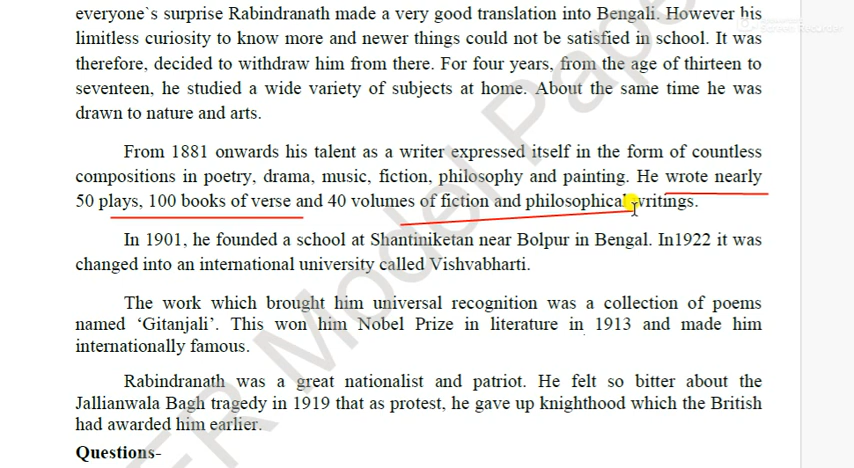 everyone`s surprise Rabindranath made a very good translation into Bengali. However his
limitless curiosity to know more and newer things could not be satisfied in school. It was
therefore, decided to withdraw him from there. For four years, from the age of thirteen to
seventeen, he studied a wide variety of subjects at home. About the same time he was
drawn to nature and arts.
From 1881 onwards his talent as a writer expressed itself in the form of countless
compositions in poetry, drama, music, fiction, philosophy and painting. He wrote nearly
50 plays, 100 books of verse and 40 volumes of fiction and philosophical writings.
In 1901, he founded a school at Shantiniketan near Bolpur in Bengal. In1922 it was
changed into an international university called Vishvabharti.
The work which brought him universal recognition was a collection of poems
named ‘Gitanjali’. This won him Nobel Prize in literature in 1913 and made him
internationally famous.
Rabindranath was a great nationalist and patriot. He felt so bitter about the
Jallianwala Bagh tragedy in 1919 that as protest, he gave up knighthood which the British
had awarded him earlier.
Questions-